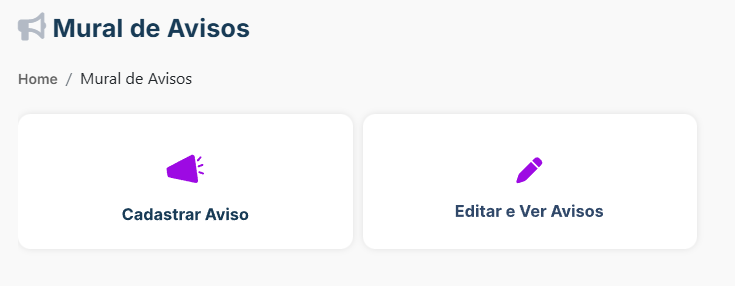 Mural de Avisos
Home / Mural de Avisos
Cadastrar Aviso
Editar e Ver Avisos